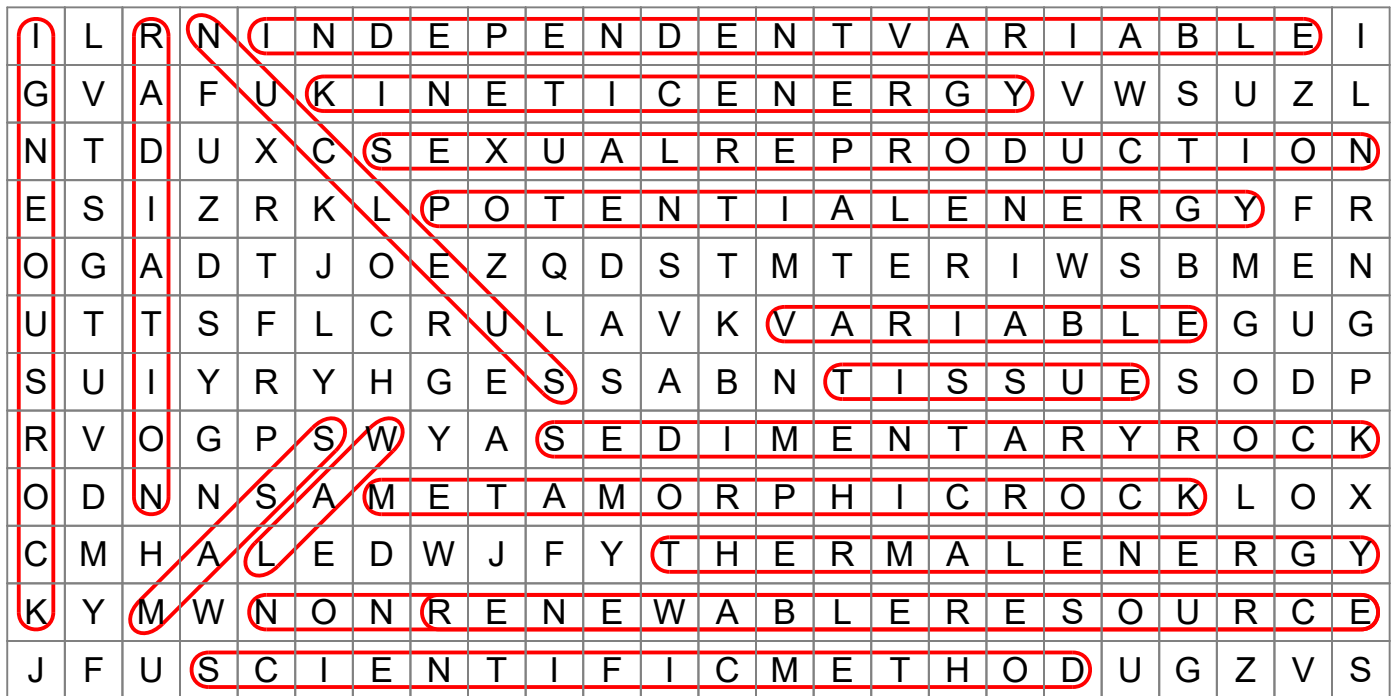 I L R N I N D E P E N D E N T V A R I A B L E I
G V A F U K I N E T I C E N E R G Y V W S U Z L
N T D U X C S E X U A L R E P R O D U C T I O N
E S I Z R K L P O T E N T I A L E N E R G Y F R
O G A D T J O E Z Q D S T M T E R I W S B M E N
U T T S F L C R U L A V K V A R I A B L E G U G
S U I Y R Y H G E S S A B N T I S S U E S O D P
R V O G P S W Y A S E D I M E N T A R Y R O C K
O D N N S A M E T A M O R P H I C R O C K L O X
C M H A L E D W J F Y T H E R M A L E N E R G Y
K Y M W N O N R E N E W A B L E R E S O U R C E
J F U S C I E N T I F I C M E T H O D U G Z V S